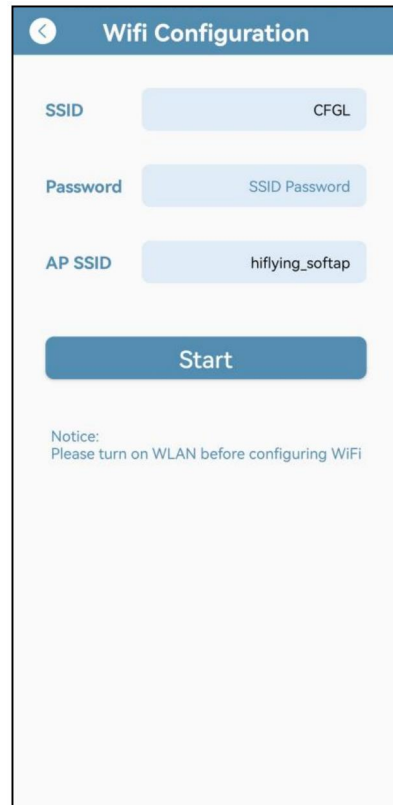 Wifi Configuration
SSID CFGL
Password SSID Password
AP SSID hiflying_softap
Start
Notice:
Please turn on WLAN before configuring WiFi